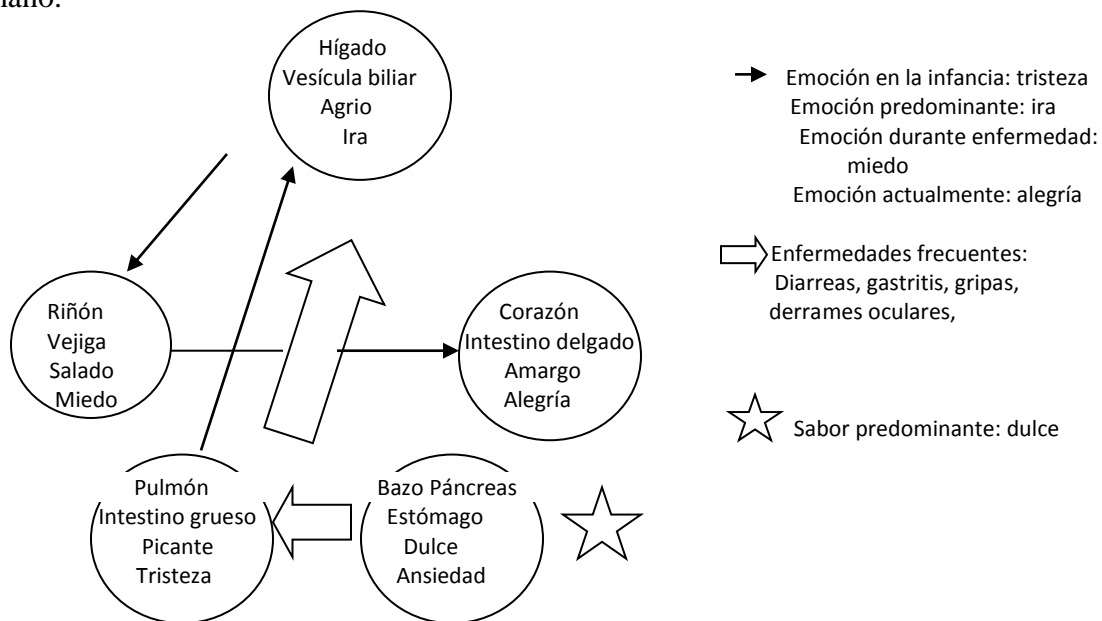 Hígado
Vesícula biliar
Agrio
Ira
Emoción en la infancia: tristeza
Emoción predominante: ira
Emoción durante enfermedad:
miedo
Emoción actualmente: alegría
Enfermedades frecuentes:
Diarreas, gastritis, gripas,
derrames oculares,
Riñón
Vejiga
Salado
Miedo
Corazón
Intestino delgado
Amargo
Alegría
Sabor predominante: dulce
Pulmón
Intestino grueso
Picante
Tristeza
Bazo Páncreas
Estómago
Dulce
Ansiedad